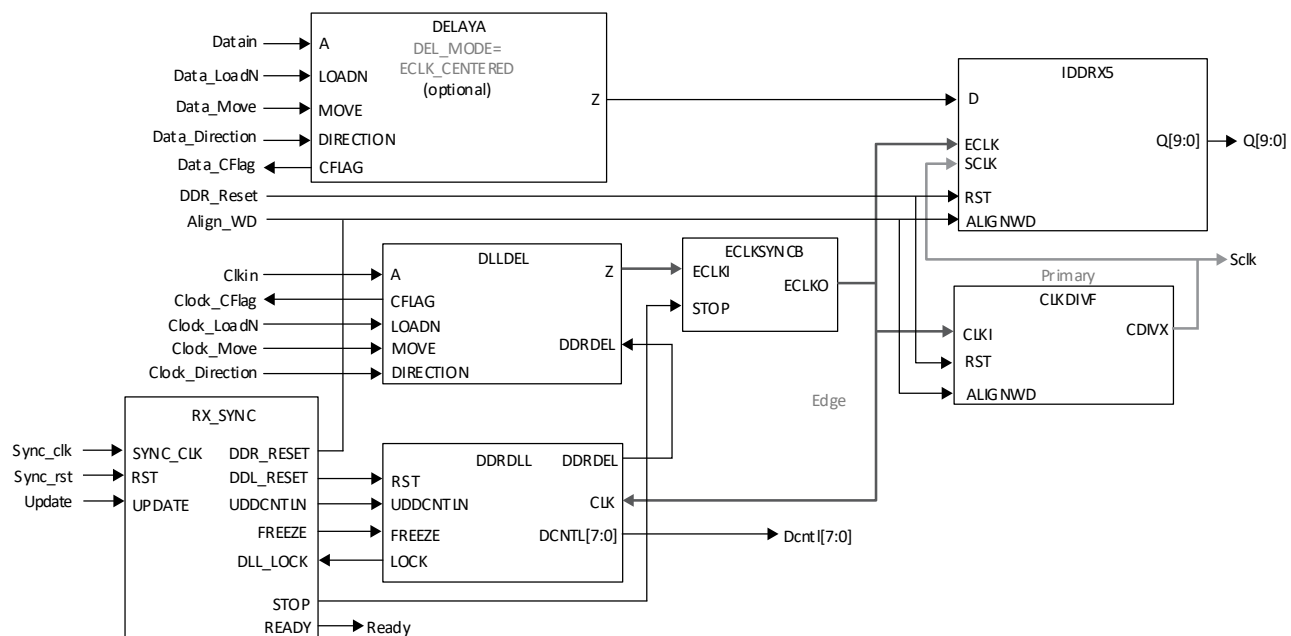 DELAYA
DEL_MODE=
ECLK_CENTERED
(optional)
Datain
A
Data_LoadN
LOADN
Data_Move
MOVE
Data_Direction
DIRECTION
Data_CFlag
CFLAG
Z
IDDRX5
D
ECLK
SCLK
RST
ALIGNWD
Q[9:0]
Q[9:0]
DDR_Reset
Align_WD
DLLDEL
Clkin
A
Clock_CFlag
CFLAG
Clock_LoadN
LOADN
Clock_Move
MOVE
Clock_Direction
DIRECTION
Z
DDRDEL
ECLKSYNCB
ECLKI
STOP
ECLKO
Sclk
Primary
CLKDIVF
CLKI
RST
ALIGNWD
CDIVX
Edge
RX_SYNC
Sync_clk
SYNC_CLK
Sync_rst
RST
Update
UPDATE
DDR_RESET
DDL_RESET
UDDCNTLN
FREEZE
DLL_LOCK
STOP
READY
Ready
DDRDLL
RST
UDDCNTLN
FREEZE
LOCK
DDRDEL
CLK
DCNTL[7:0]
Dcntl[7:0]